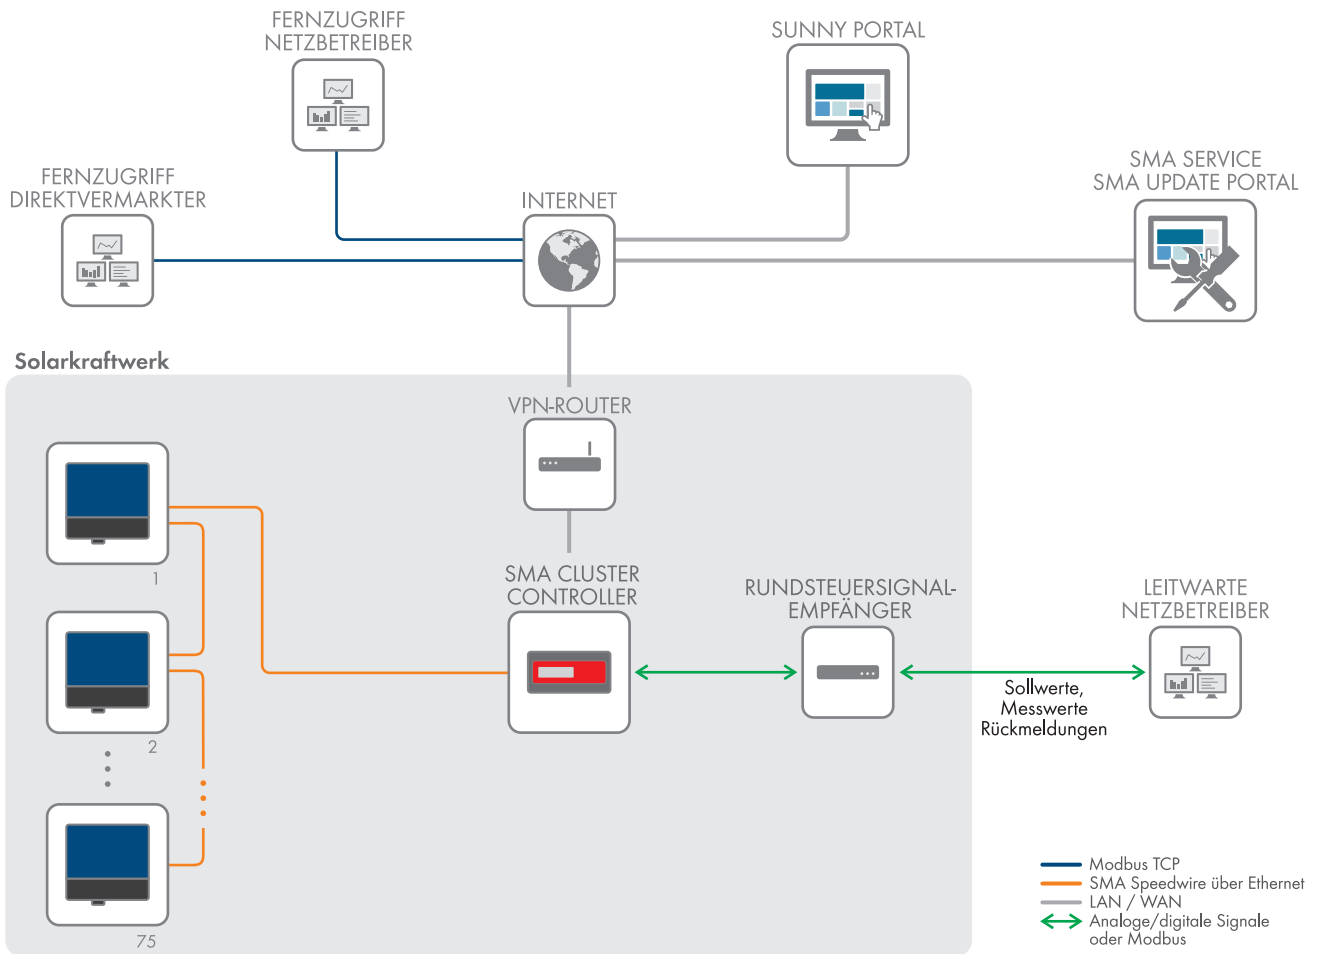 FERNZUGRIFF
NETZBETREIBER
SUNNY PORTAL
SMA SERVICE
SMA UPDATE PORTAL
FERNZUGRIFF
DIREKTVERMARKTER
INTERNET
Solarkraftwerk
VPN-ROUTER
1
SMA CLUSTER
CONTROLLER
RUNDSTEUERSIGNAL-
EMPFÄNGER
LEITWARTE
NETZBETREIBER
2
Sollwerte,
Messwerte
Rückmeldungen
75
Modbus TCP
SMA Speedwire über Ethernet
LAN / WAN
Analoge/digitale Signale
oder Modbus